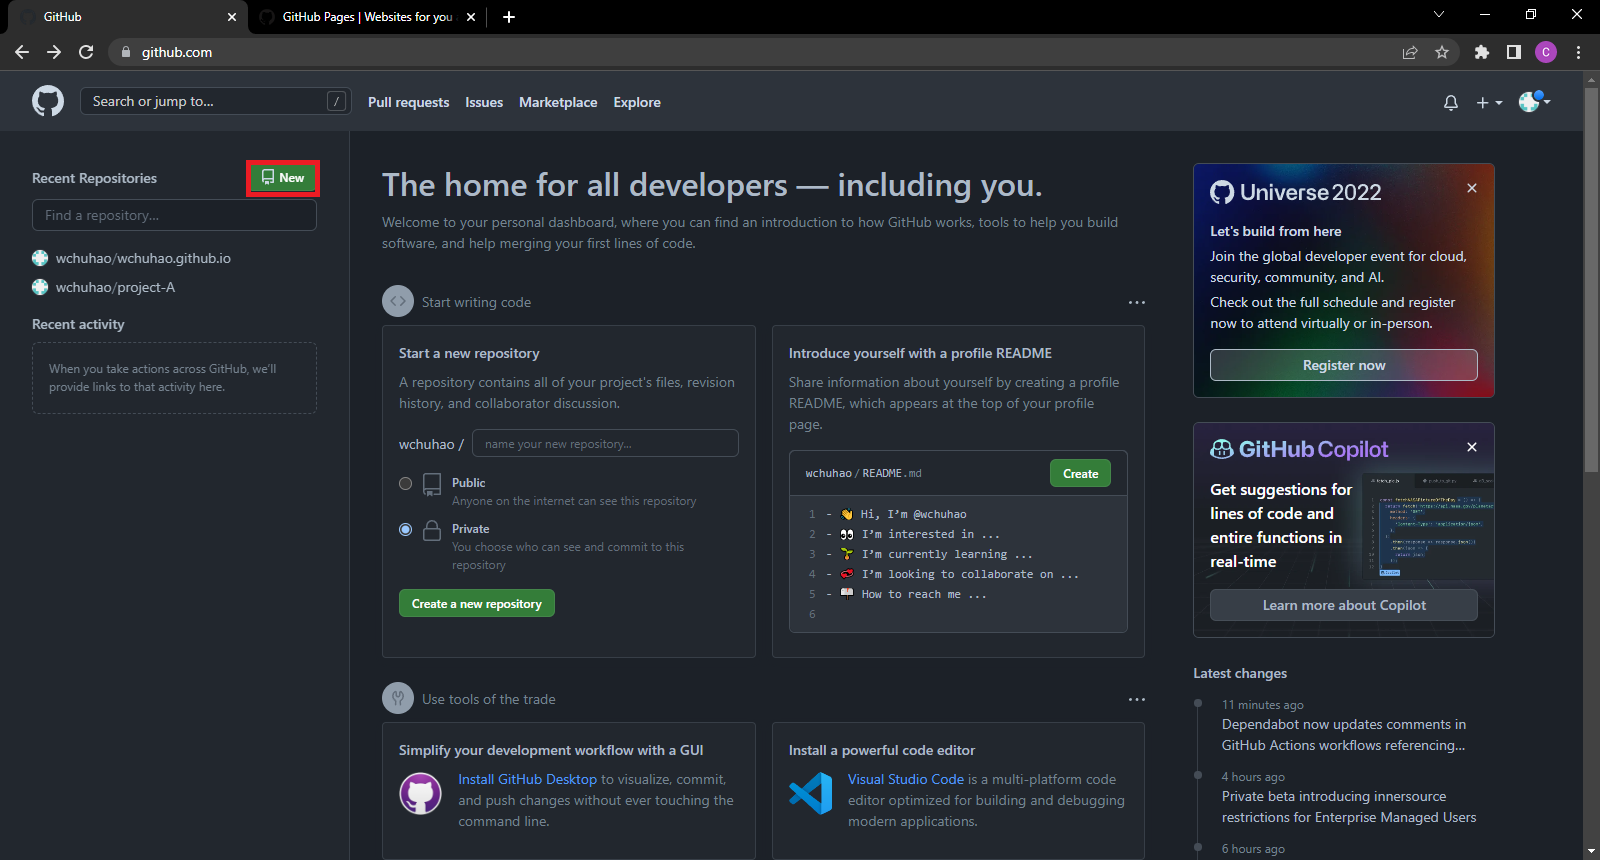 GitHub
GitHub Pages | Websites for you
github.com
C
Search or jump to... /
Pull requests
Issues
Marketplace
Explore
Recent Repositories
New
Find a repository...
wchuhao/wchuhao.github.io
wchuhao/project-A
Recent activity
When you take actions across GitHub, we'll
provide links to that activity here.
The home for all developers — including you.
Welcome to your personal dashboard, where you can find an introduction to how GitHub works, tools to help you build
software, and help merging your first lines of code.
Start writing code
Start a new repository
A repository contains all of your project's files, revision
history, and collaborator discussion.
wchuhao /
name your new repository...
Public
Anyone on the internet can see this repository
Private
You choose who can see and commit to this
repository
Create a new repository
Introduce yourself with a profile README
Share information about yourself by creating a profile
README, which appears at the top of your profile
page.
wchuhao / README.md
Create
1 - 👋 Hi, I'm @wchuhao
2 - 👀 I'm interested in ...
3 - 🌱 I'm currently learning ...
4 - 💞️ I'm looking to collaborate on ...
5 - 📫 How to reach me ...
6
Use tools of the trade
Simplify your development workflow with a GUI
Install GitHub Desktop to visualize, commit,
and push changes without ever touching the
command line.
Install a powerful code editor
Visual Studio Code is a multi-platform code
editor optimized for building and debugging
modern applications.
Universe 2022
Let's build from here
Join the global developer event for cloud,
security, community, and AI.
Check out the full schedule and register
now to attend virtually or in-person.
Register now
GitHub Copilot
Get suggestions for
lines of code and
entire functions in
real-time
Learn more about Copilot
Latest changes
11 minutes ago
Dependabot now updates comments in
GitHub Actions workflows referencing...
4 hours ago
Private beta introducing innersource
restrictions for Enterprise Managed Users
6 hours ago